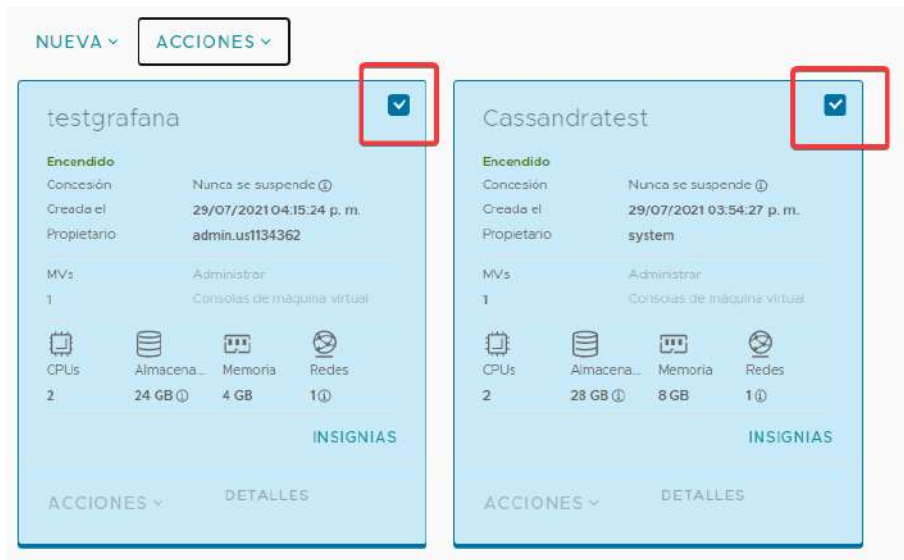 NUEVA ACCIONES
testgrafana
Encendido
Concesión Nunca se suspende
Creada el 29/07/2021 04:15:24 p. m.
Propietario admin.us1134362
MVs Administrar
1 Consolas de máquina virtual
CPUs Almacena... Memoria Redes
2 24 GB 4 GB 1
INSIGNIAS
ACCIONES DETALLES
Cassandratest
Encendido
Concesión Nunca se suspende
Creada el 29/07/2021 03:54:27 p. m.
Propietario system
MVs Administrar
1 Consolas de máquina virtual
CPUs Almacena... Memoria Redes
2 28 GB 8 GB 1
INSIGNIAS
ACCIONES DETALLES